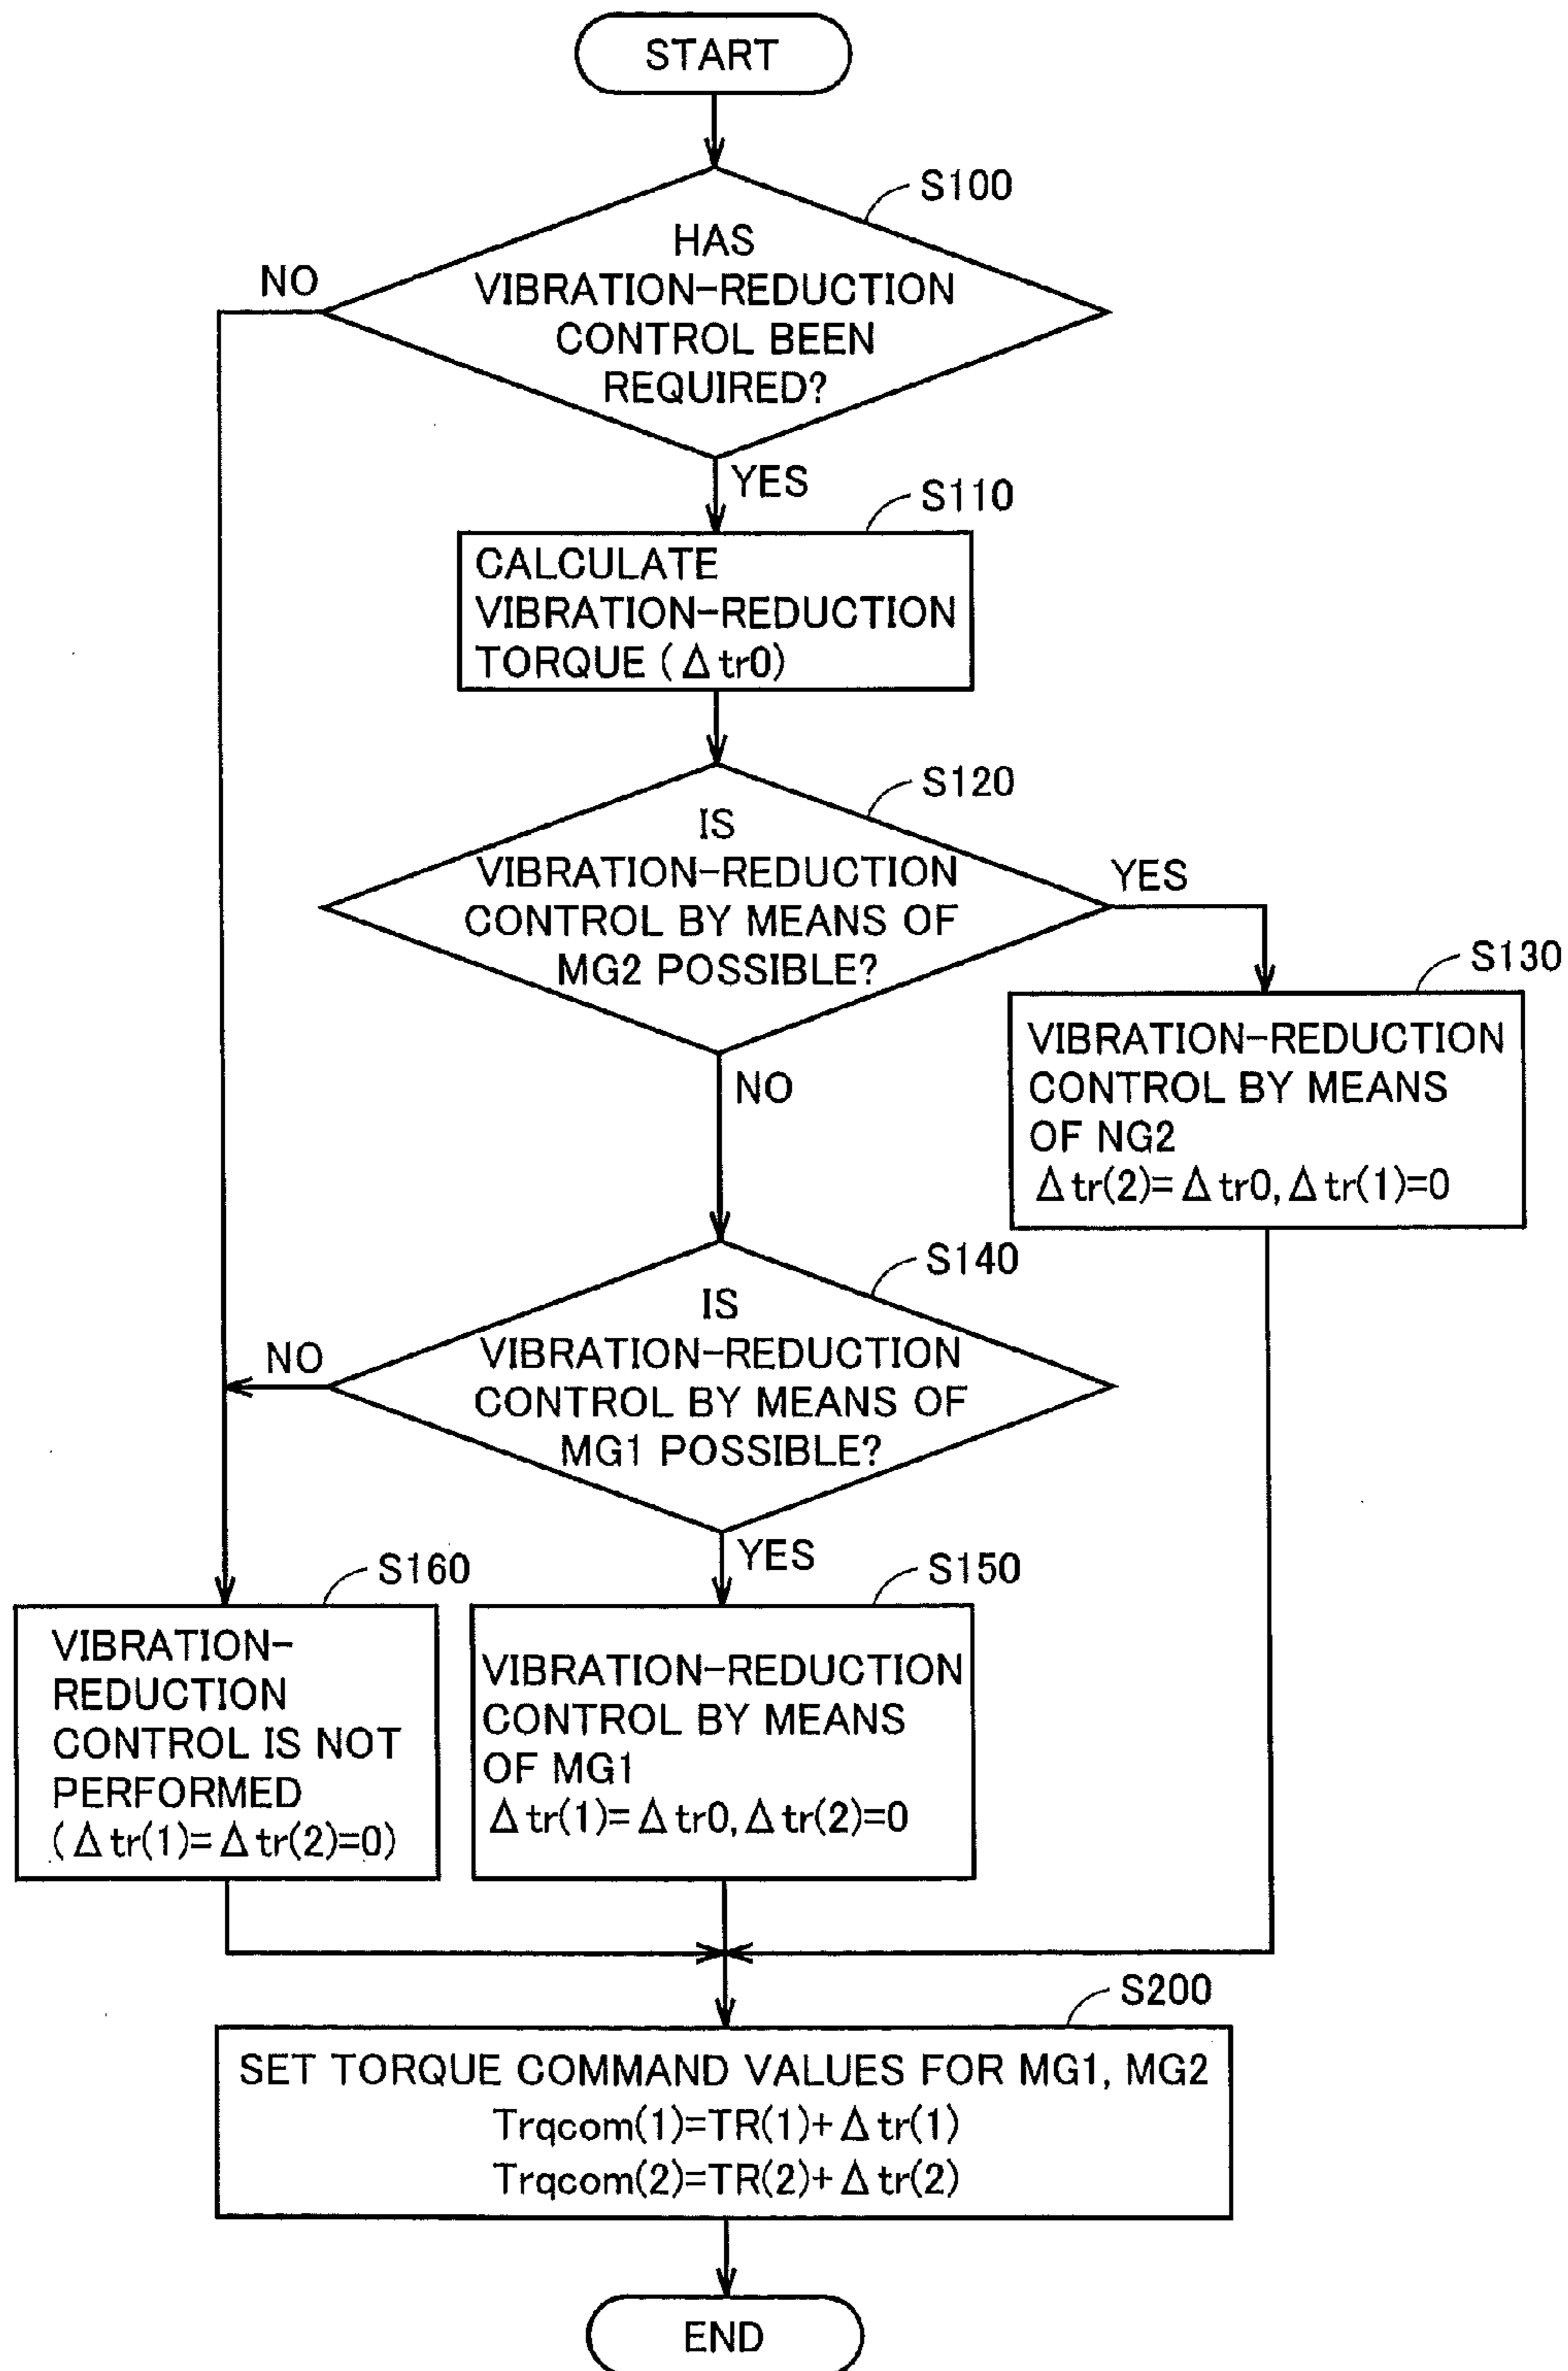 START
S100
HAS
VIBRATION-REDUCTION
CONTROL BEEN
REQUIRED?
NO
YES
S110
CALCULATE
VIBRATION-REDUCTION
TORQUE (Δtr0)
S120
IS
VIBRATION-REDUCTION
CONTROL BY MEANS OF
MG2 POSSIBLE?
YES
NO
S130
VIBRATION-REDUCTION
CONTROL BY MEANS
OF NG2
Δtr(2)=Δtr0,Δtr(1)=0
S140
IS
VIBRATION-REDUCTION
CONTROL BY MEANS OF
MG1 POSSIBLE?
NO
YES
S160
VIBRATION-
REDUCTION
CONTROL IS NOT
PERFORMED
(Δtr(1)=Δtr(2)=0)
S150
VIBRATION-REDUCTION
CONTROL BY MEANS
OF MG1
Δtr(1)=Δtr0,Δtr(2)=0
S200
SET TORQUE COMMAND VALUES FOR MG1, MG2
Trqcom(1)=TR(1)+Δtr(1)
Trqcom(2)=TR(2)+Δtr(2)
END